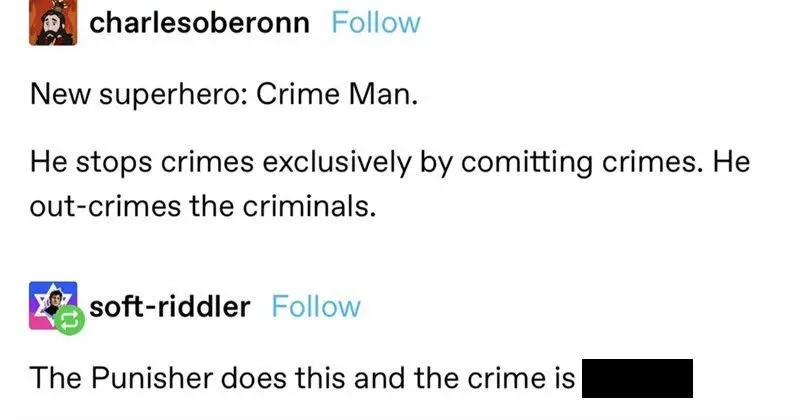 charlesoberonn Follow
New superhero: Crime Man.
He stops crimes exclusively by comitting crimes. He
out-crimes the criminals.
soft-riddler Follow
The Punisher does this and the crime is